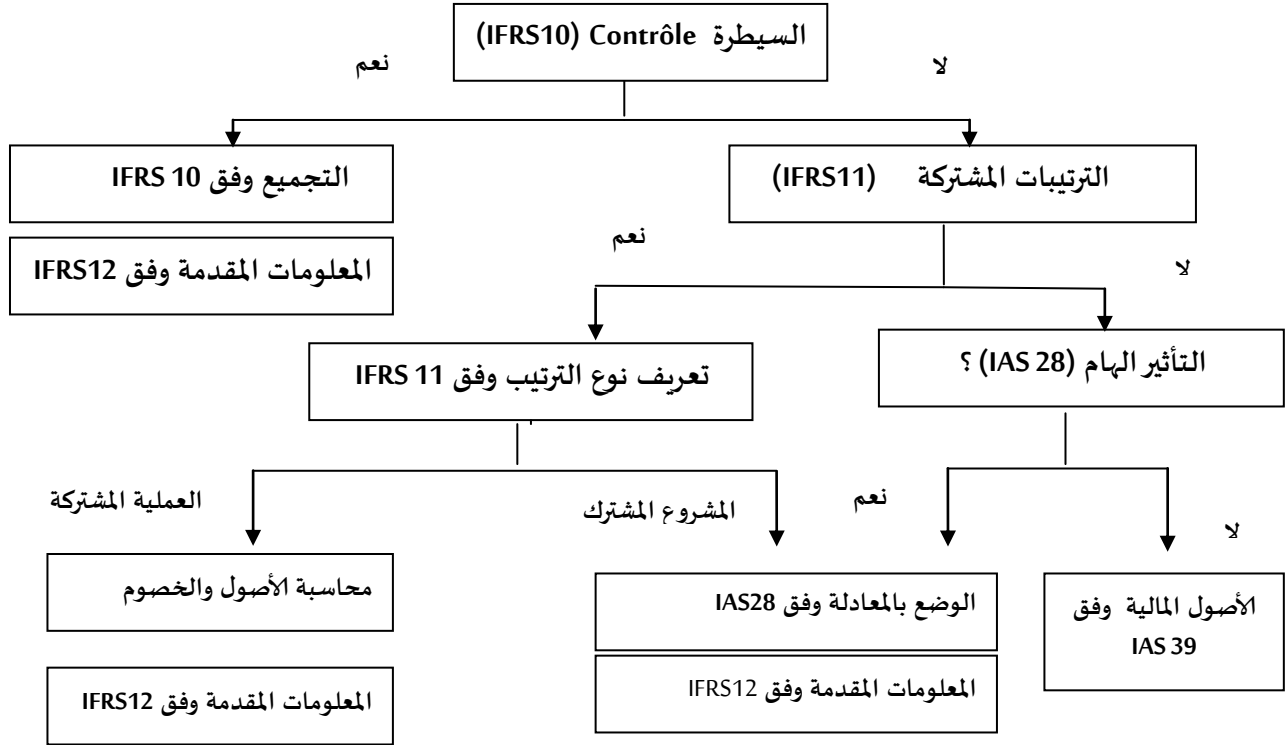 السيطرة Contrôle (IFRS10)
نعم
لا
التجميع وفق IFRS 10
الترتيبات المشتركة (IFRS11)
المعلومات المقدمة وفق IFRS12
نعم
لا
تعريف نوع الترتيب وفق IFRS 11
التأثير الهام (IAS 28) ؟
العملية المشتركة
المشروع المشترك
نعم
لا
محاسبة الأصول والخصوم
الوضع بالمعادلة وفق IAS28
الأصول المالية وفق
IAS 39
المعلومات المقدمة وفق IFRS12
المعلومات المقدمة وفق IFRS12